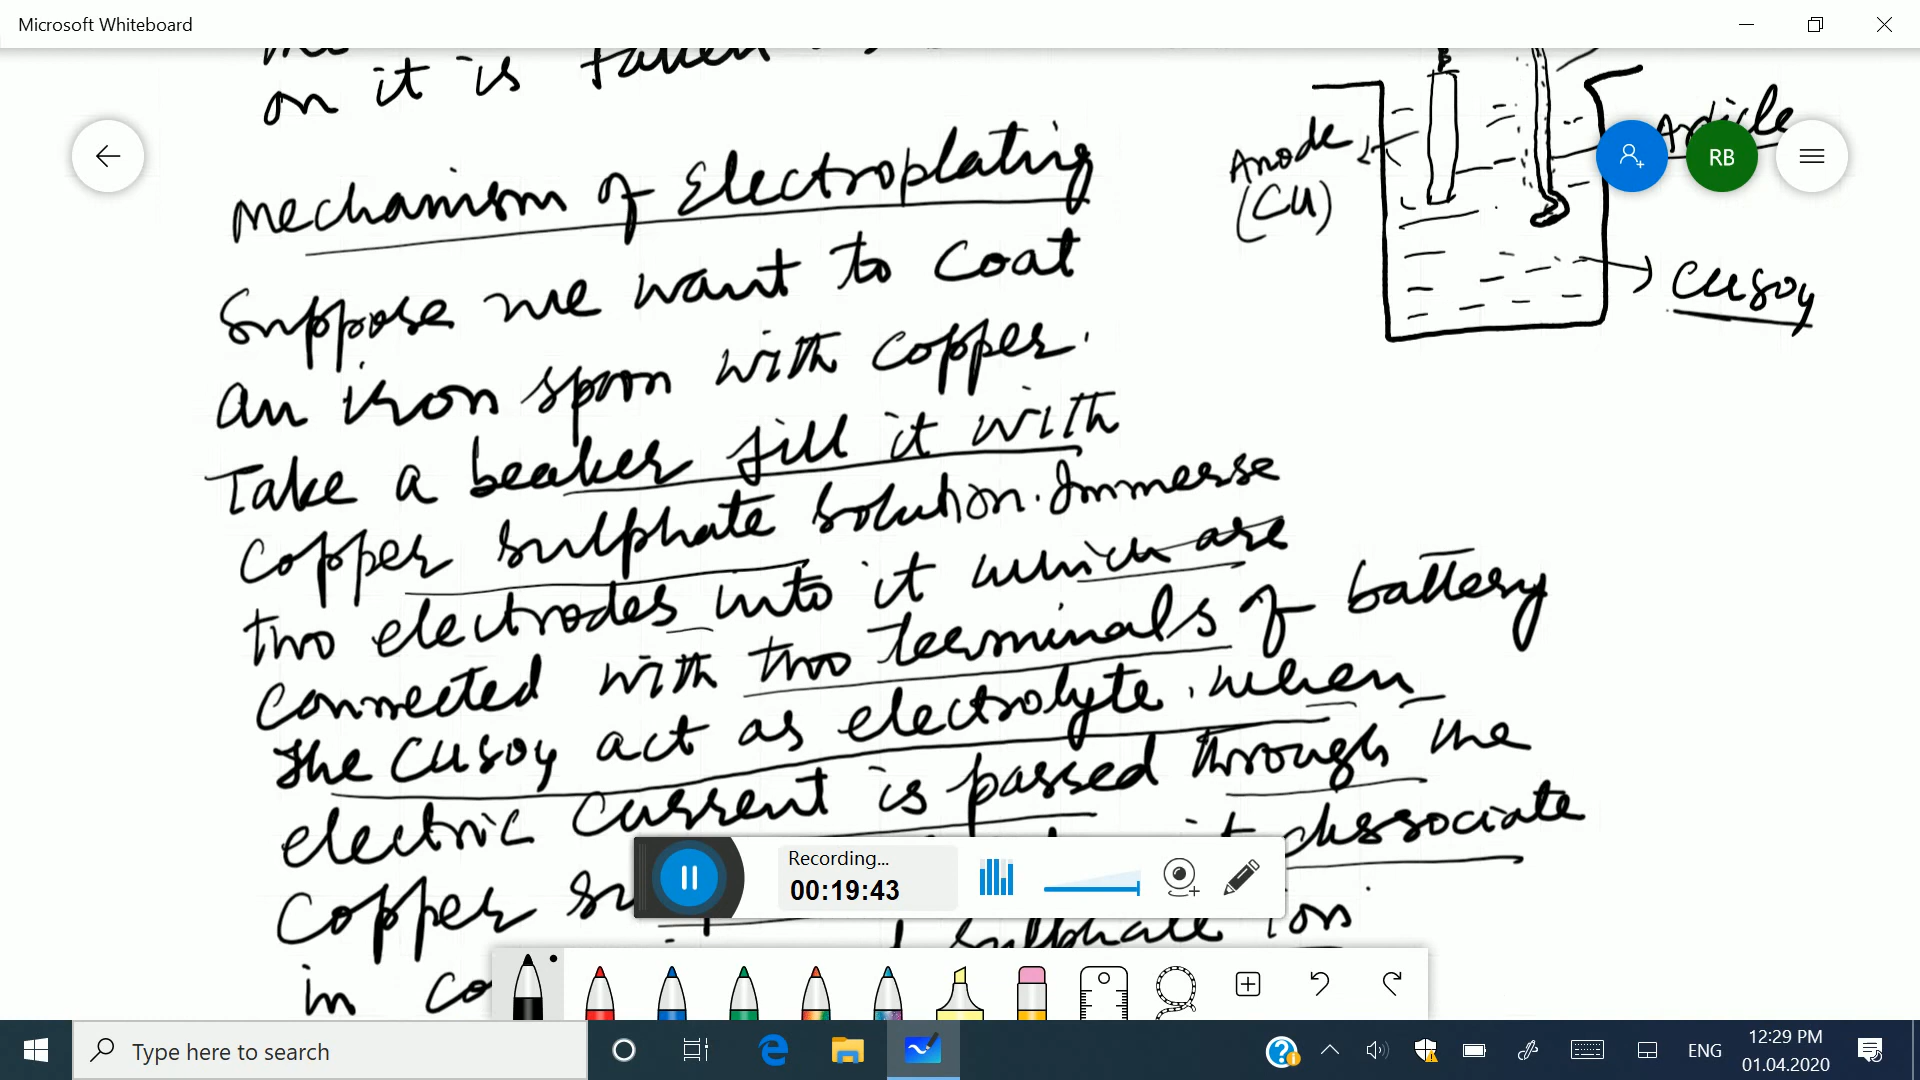 Microsoft Whiteboard
on it is
Article
Anode
(CU)
CUSO4
Mechanism of Electroplating
Suppose we want to coat
an iron spoon with copper.
Take a beaker fill it with
Copper sulphate solution. Immerse
two electrodes into it which are
connected with two terminals of battery
The CUSO4 act as electrolyte. when
electric current is passed through the
Copper it dissociate
in sulphate ion
RB
Recording...
00:19:43
Type here to search
ENG
12:29 PM
01.04.2020